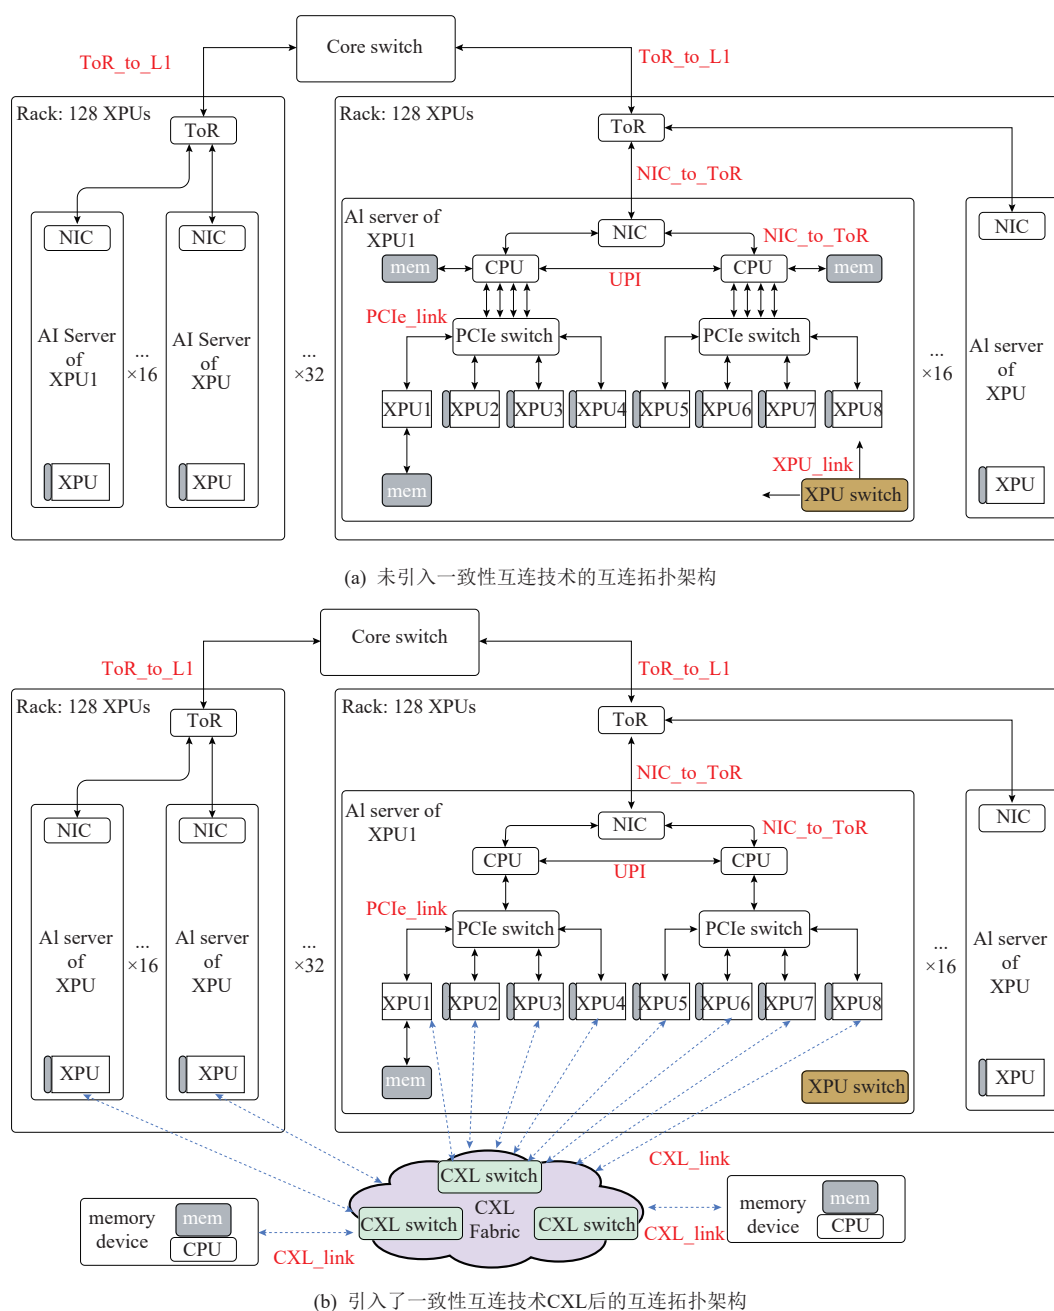 Core switch
ToR_to_L1
ToR_to_L1
Rack: 128 XPUs
ToR
NIC
NIC
AI Server
of
XPU1
...
×16
AI Server
of
XPU
XPU
XPU
...
×32
Rack: 128 XPUs
ToR
NIC_to_ToR
Al server of
XPU1
NIC
NIC_to_ToR
mem
CPU
UPI
CPU
mem
PCIe_link
PCIe switch
PCIe switch
XPU1
XPU2
XPU3
XPU4
XPU5
XPU6
XPU7
XPU8
mem
XPU_link
XPU switch
...
×16
NIC
Al server
of
XPU
XPU
(a) 未引入一致性互连技术的互连拓扑架构
Core switch
ToR_to_L1
ToR_to_L1
Rack: 128 XPUs
ToR
NIC
NIC
Al server
of
XPU
...
×16
Al server
of
XPU
XPU
XPU
...
×32
Rack: 128 XPUs
ToR
NIC_to_ToR
Al server of
XPU1
NIC
NIC_to_ToR
CPU
UPI
CPU
PCIe_link
PCIe switch
PCIe switch
XPU1
XPU2
XPU3
XPU4
XPU5
XPU6
XPU7
XPU8
mem
XPU switch
...
×16
NIC
Al server
of
XPU
XPU
CXL switch
CXL
Fabric
CXL switch
CXL switch
CXL_link
CXL_link
CXL_link
memory
device
mem
CPU
memory
device
mem
CPU
(b) 引入了一致性互连技术CXL后的互连拓扑架构